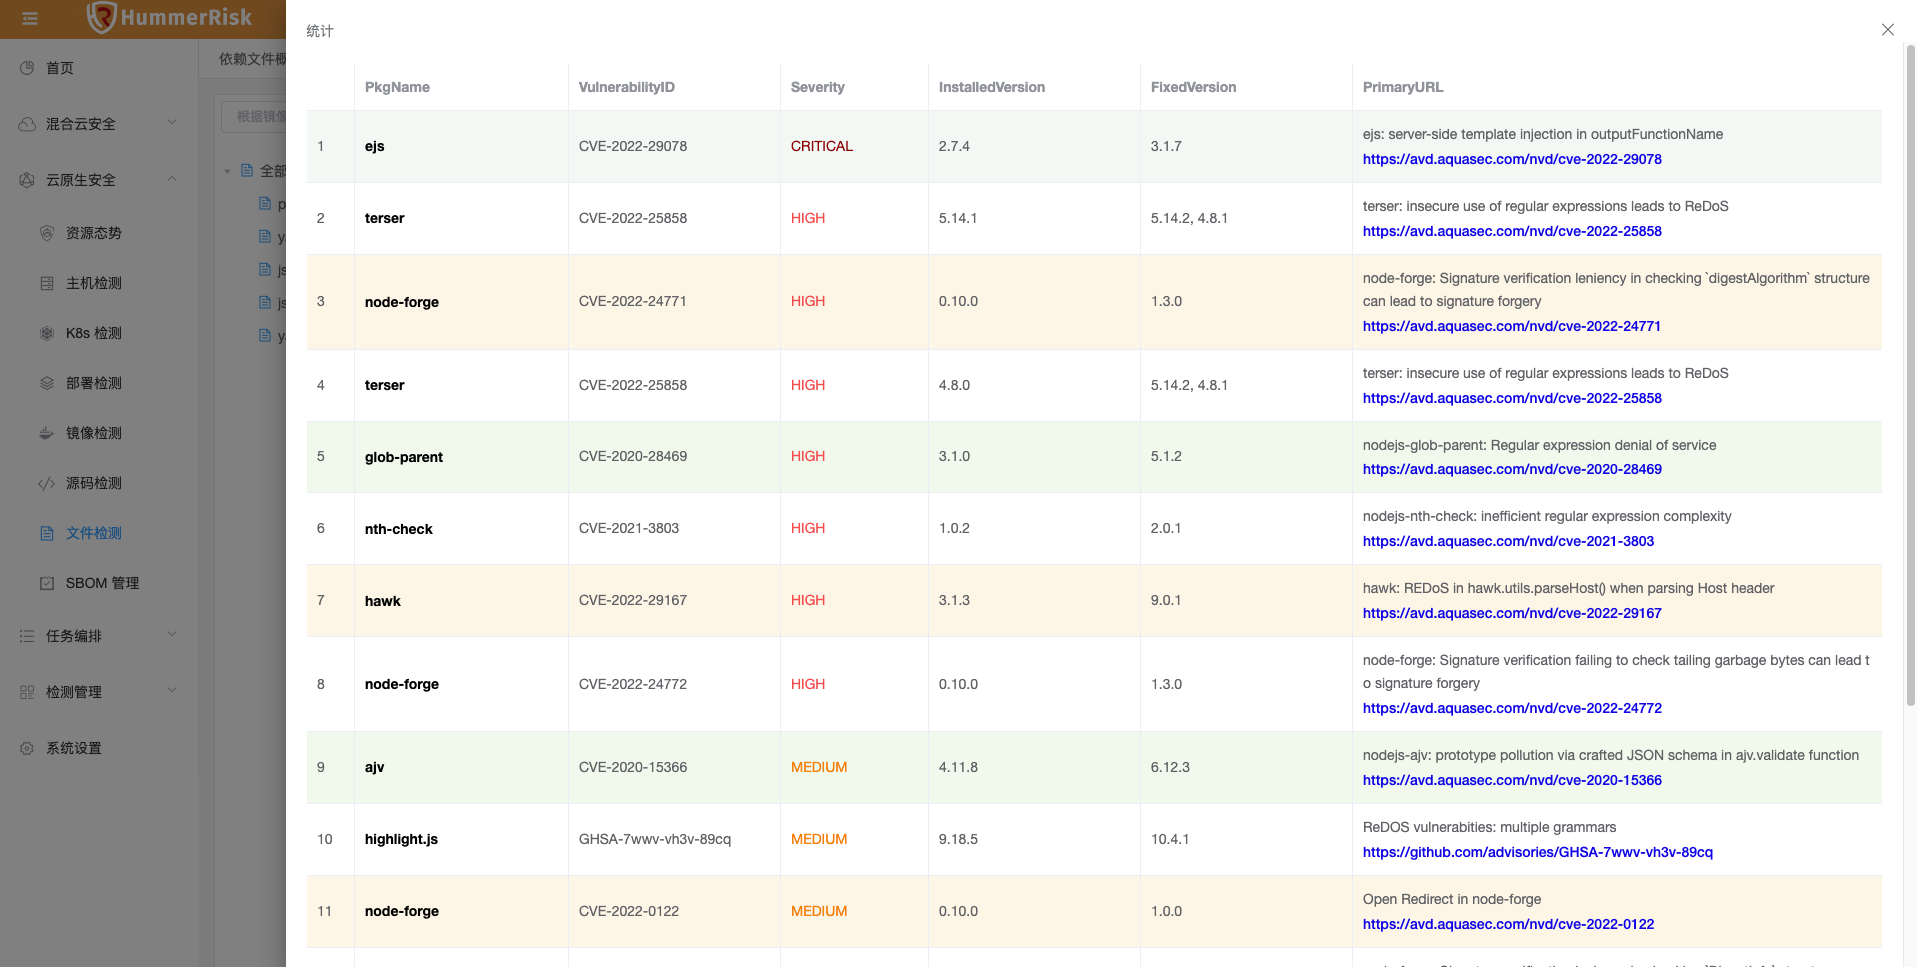 HummerRisk
首页
混合云安全
云原生安全
资源态势
主机检测
K8s 检测
部署检测
镜像检测
源码检测
文件检测
SBOM 管理
任务编排
检测管理
系统设置
依赖文件概
根据镜像
全部
统计
PkgName VulnerabilityID Severity InstalledVersion FixedVersion PrimaryURL
1 ejs CVE-2022-29078 CRITICAL 2.7.4 3.1.7 ejs: server-side template injection in outputFunctionName
https://avd.aquasec.com/nvd/cve-2022-29078
2 terser CVE-2022-25858 HIGH 5.14.1 5.14.2, 4.8.1 terser: insecure use of regular expressions leads to ReDoS
https://avd.aquasec.com/nvd/cve-2022-25858
3 node-forge CVE-2022-24771 HIGH 0.10.0 1.3.0 node-forge: Signature verification leniency in checking `digestAlgorithm` structure
can lead to signature forgery
https://avd.aquasec.com/nvd/cve-2022-24771
4 terser CVE-2022-25858 HIGH 4.8.0 5.14.2, 4.8.1 terser: insecure use of regular expressions leads to ReDoS
https://avd.aquasec.com/nvd/cve-2022-25858
5 glob-parent CVE-2020-28469 HIGH 3.1.0 5.1.2 nodejs-glob-parent: Regular expression denial of service
https://avd.aquasec.com/nvd/cve-2020-28469
6 nth-check CVE-2021-3803 HIGH 1.0.2 2.0.1 nodejs-nth-check: inefficient regular expression complexity
https://avd.aquasec.com/nvd/cve-2021-3803
7 hawk CVE-2022-29167 HIGH 3.1.3 9.0.1 hawk: REDoS in hawk.utils.parseHost() when parsing Host header
https://avd.aquasec.com/nvd/cve-2022-29167
8 node-forge CVE-2022-24772 HIGH 0.10.0 1.3.0 node-forge: Signature verification failing to check tailing garbage bytes can lead t
o signature forgery
https://avd.aquasec.com/nvd/cve-2022-24772
9 ajv CVE-2020-15366 MEDIUM 4.11.8 6.12.3 nodejs-ajv: prototype pollution via crafted JSON schema in ajv.validate function
https://avd.aquasec.com/nvd/cve-2020-15366
10 highlight.js GHSA-7wwv-vh3v-89cq MEDIUM 9.18.5 10.4.1 ReDOS vulnerabities: multiple grammars
https://github.com/advisories/GHSA-7wwv-vh3v-89cq
11 node-forge CVE-2022-0122 MEDIUM 0.10.0 1.0.0 Open Redirect in node-forge
https://avd.aquasec.com/nvd/cve-2022-0122